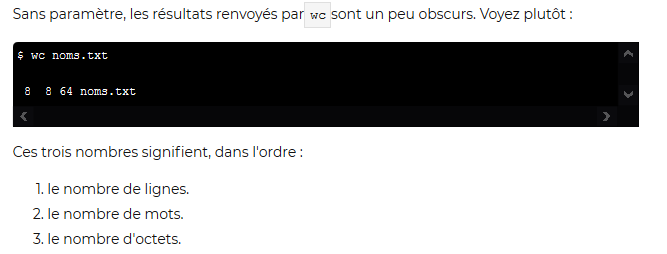 Sans paramètre, les résultats renvoyés par wc sont un peu obscurs. Voyez plutôt :
$ wc noms.txt
 8  8 64 noms.txt
Ces trois nombres signifient, dans l'ordre :
1. le nombre de lignes.
2. le nombre de mots.
3. le nombre d'octets.